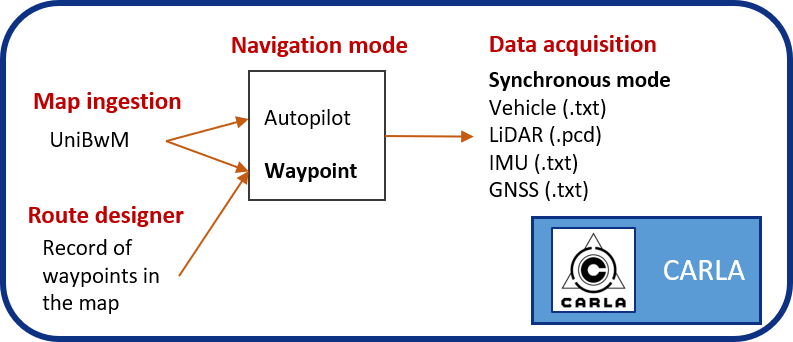 Map ingestion
UniBwM
Route designer
Record of
waypoints in
the map
Navigation mode
Autopilot
Waypoint
Data acquisition
Synchronous mode
Vehicle (.txt)
LiDAR (.pcd)
IMU (.txt)
GNSS (.txt)
C
CARLA
CARLA